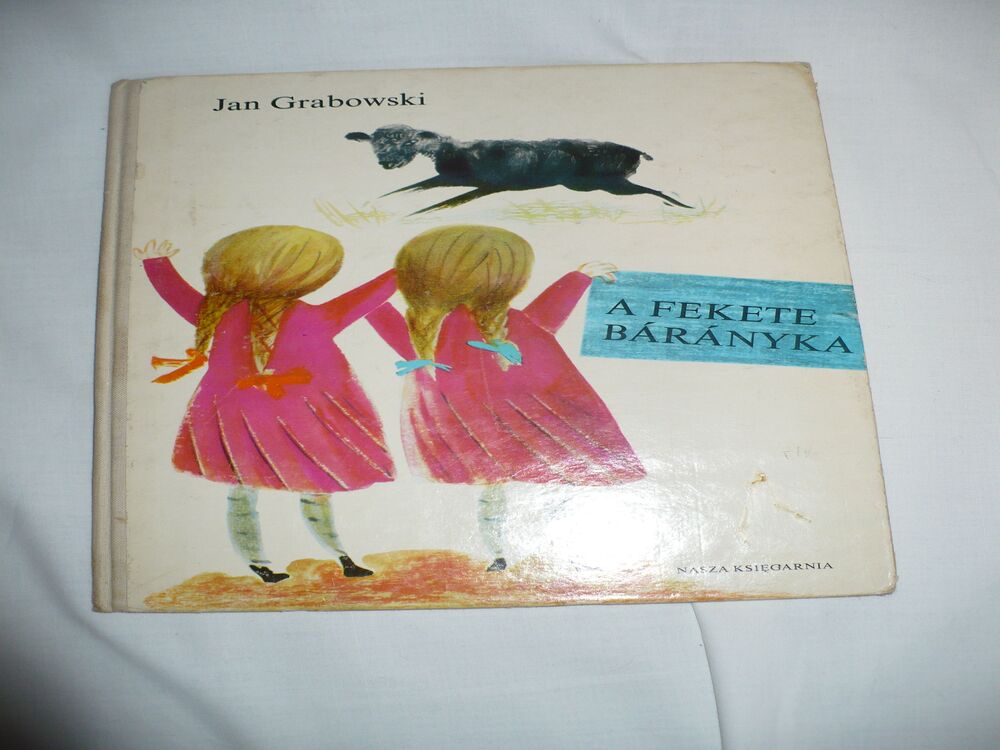 Jan Grabowski
A FEKETE
BÁRÁNYKA
NASZA KSIĘGARNIA